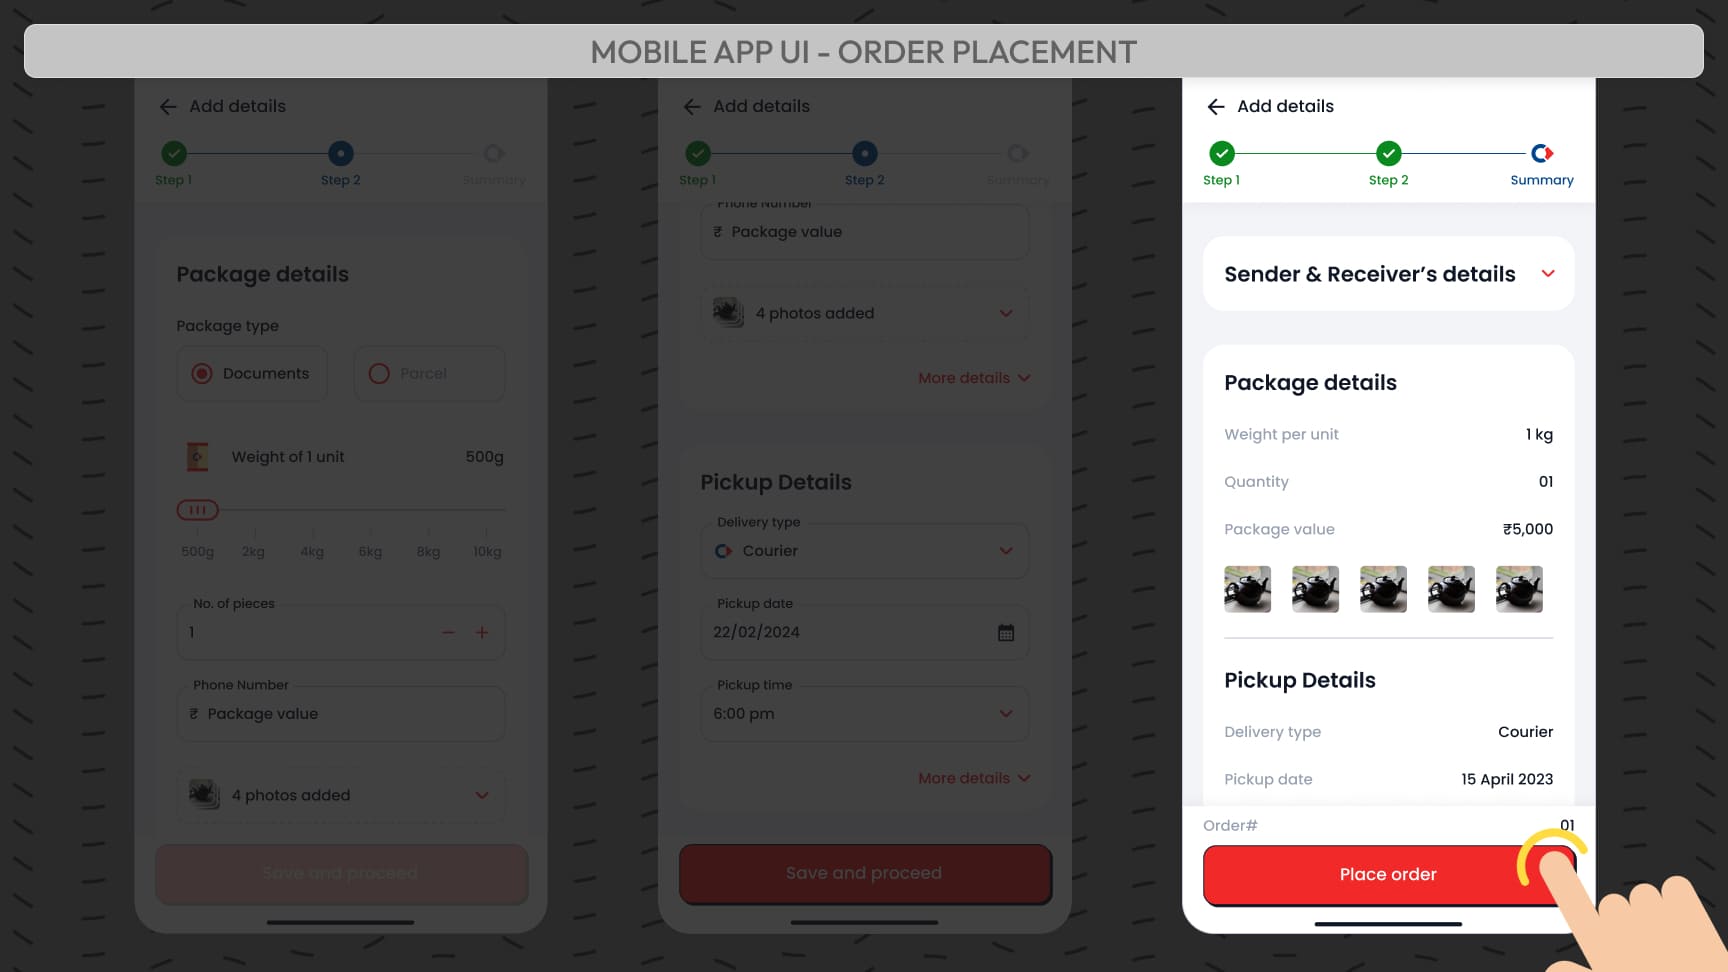 MOBILE APP UI - ORDER PLACEMENT
Add details
Step 1
Step 2
Summary
Package details
Package type
Documents
Parcel
Weight of 1 unit
500g
500g
2kg
4kg
6kg
8kg
10kg
No. of pieces
1
Phone Number
₹ Package value
4 photos added
Save and proceed
Add details
Step 1
Step 2
Summary
Phone Number
₹ Package value
4 photos added
More details
Pickup Details
Delivery type
Courier
Pickup date
22/02/2024
Pickup time
6:00 pm
More details
Save and proceed
Add details
Step 1
Step 2
Summary
Sender & Receiver’s details
Package details
Weight per unit
1 kg
Quantity
01
Package value
₹5,000
Pickup Details
Delivery type
Courier
Pickup date
15 April 2023
Order#
01
Place order